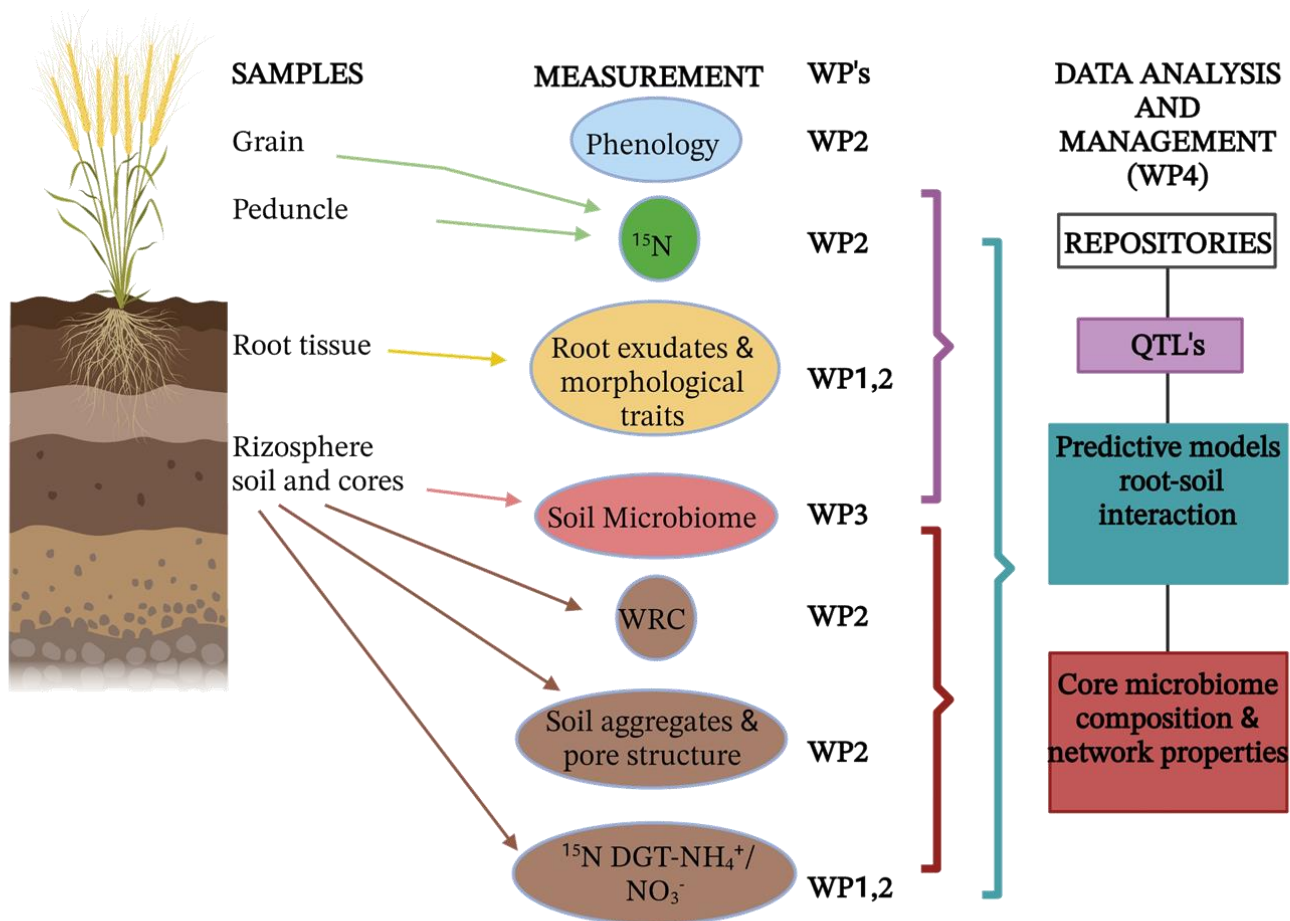 SAMPLES
Grain
Peduncle
Root tissue
Rizosphere
soil and cores
MEASUREMENT
Phenology
¹⁵N
Root exudates &
morphological
traits
Soil Microbiome
WRC
Soil aggregates &
pore structure
¹⁵N DGT-NH₄⁺/
NO₃⁻
WP's
WP2
WP2
WP1,2
WP3
WP2
WP2
WP1,2
DATA ANALYSIS
AND
MANAGEMENT
(WP4)
REPOSITORIES
QTL's
Predictive models
root-soil
interaction
Core microbiome
composition &
network properties